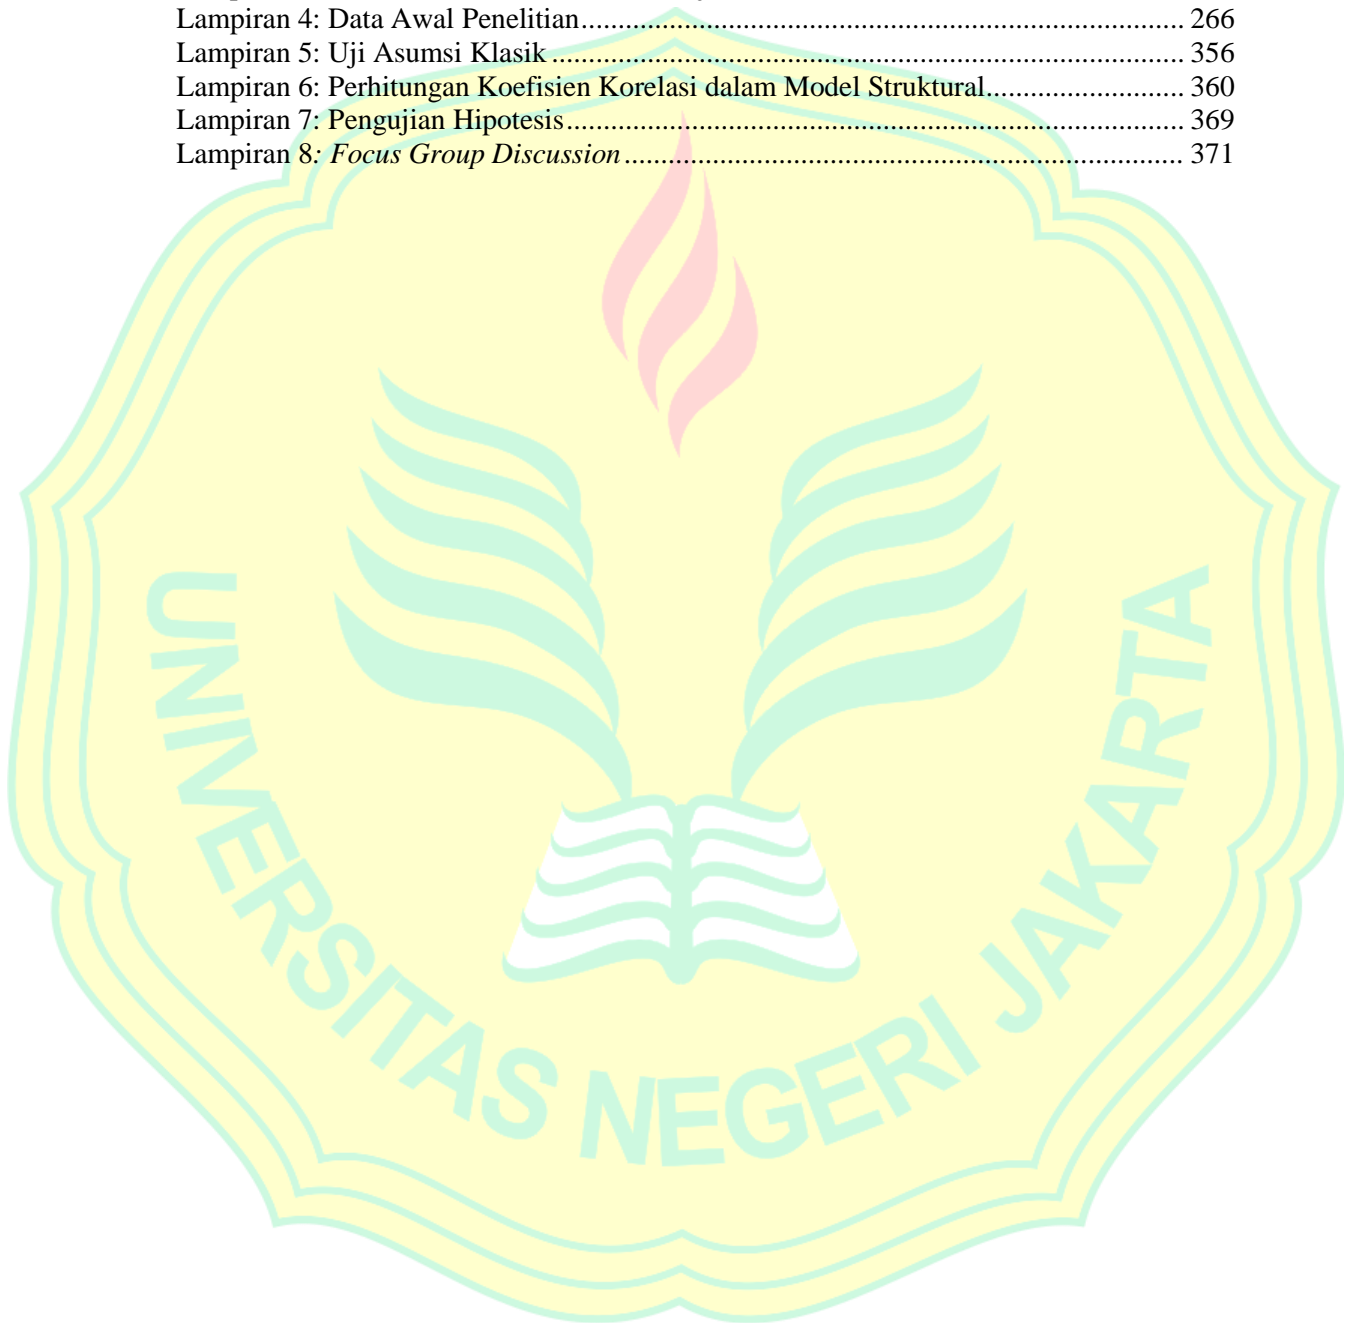 Lampiran 4: Data Awal Penelitian........................................................................ 266
Lampiran 5: Uji Asumsi Klasik............................................................................ 356
Lampiran 6: Perhitungan Koefisien Korelasi dalam Model Struktural.......................... 360
Lampiran 7: Pengujian Hipotesis.......................................................................... 369
Lampiran 8: Focus Group Discussion.................................................................... 371
UNIVERSITAS NEGERI JAKARTA